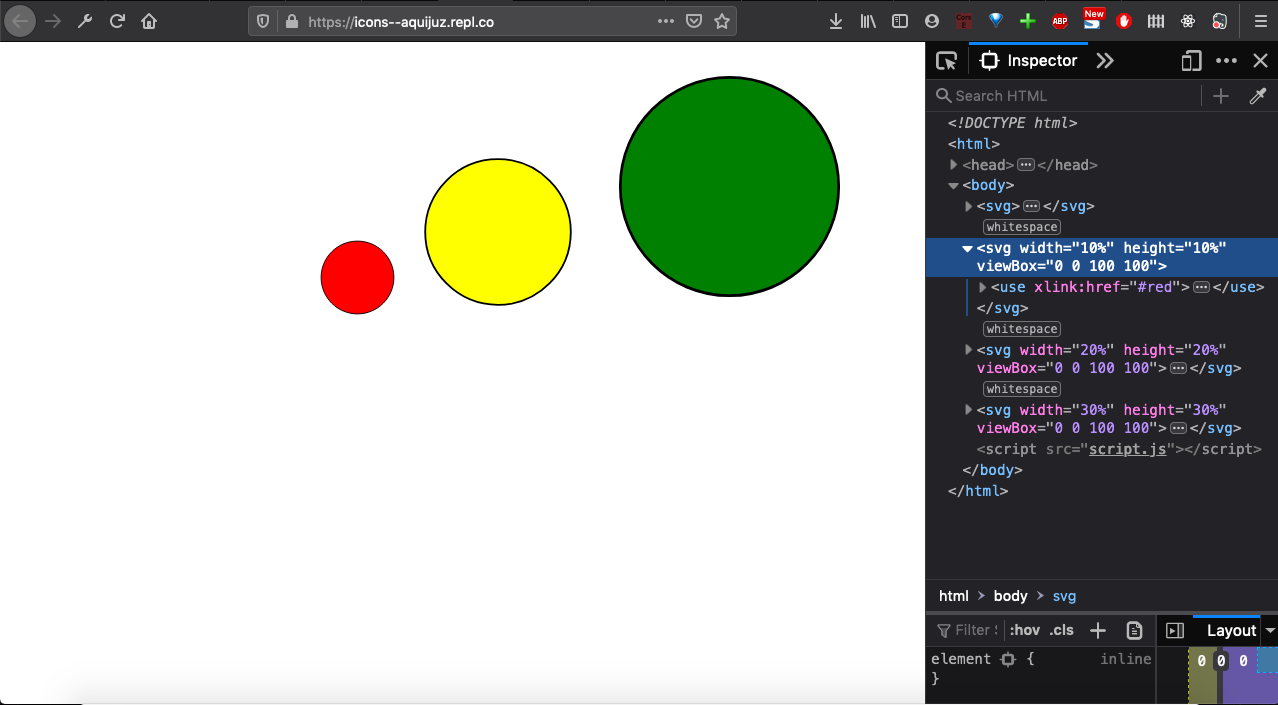 https://icons--aquijuz.repl.co
ABP
New
Inspector
Search HTML
<!DOCTYPE html>
<html>
<head></head>
<body>
<svg></svg>
whitespace
<svg width="10%" height="10%"
viewBox="0 0 100 100">
<use xlink:href="#red"></use>
</svg>
whitespace
<svg width="20%" height="20%"
viewBox="0 0 100 100"></svg>
whitespace
<svg width="30%" height="30%"
viewBox="0 0 100 100"></svg>
<script src="script.js"></script>
</body>
</html>
html > body > svg
Filter
:hov .cls
Layout
element {
inline
}
0 0 0